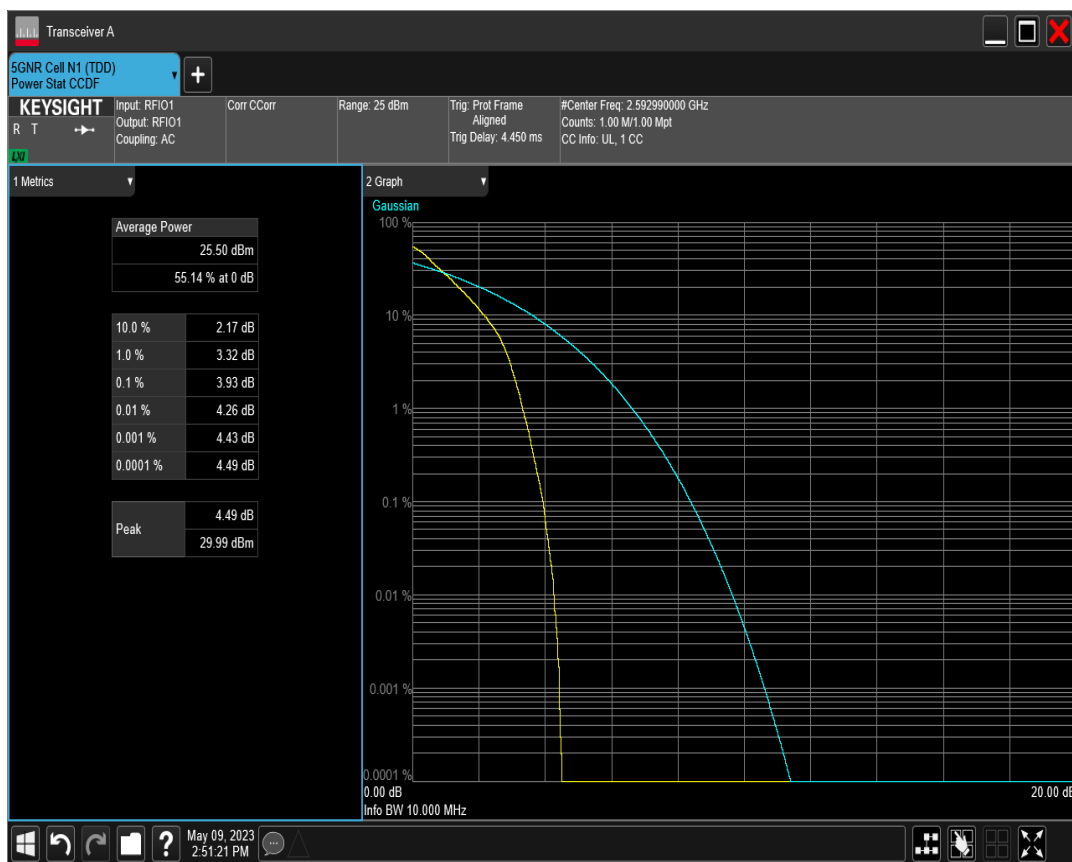 Transceiver A
5GNR Cell N1 (TDD)
Power Stat CCDF
KEYSIGHT
R T
LXI
Input: RFIO1
Output: RFIO1
Coupling: AC
Corr CCorr
Range: 25 dBm
Trig: Prot Frame
Aligned
Trig Delay: 4.450 ms
#Center Freq: 2.592990000 GHz
Counts: 1.00 M/1.00 Mpt
CC Info: UL, 1 CC
1 Metrics
Average Power
25.50 dBm
55.14 % at 0 dB
10.0 % 2.17 dB
1.0 % 3.32 dB
0.1 % 3.93 dB
0.01 % 4.26 dB
0.001 % 4.43 dB
0.0001 % 4.49 dB
Peak
4.49 dB
29.99 dBm
2 Graph
Gaussian
100 %
10 %
1 %
0.1 %
0.01 %
0.001 %
0.0001 %
0.00 dB
20.00 dB
Info BW 10.000 MHz
?
May 09, 2023
2:51:21 PM